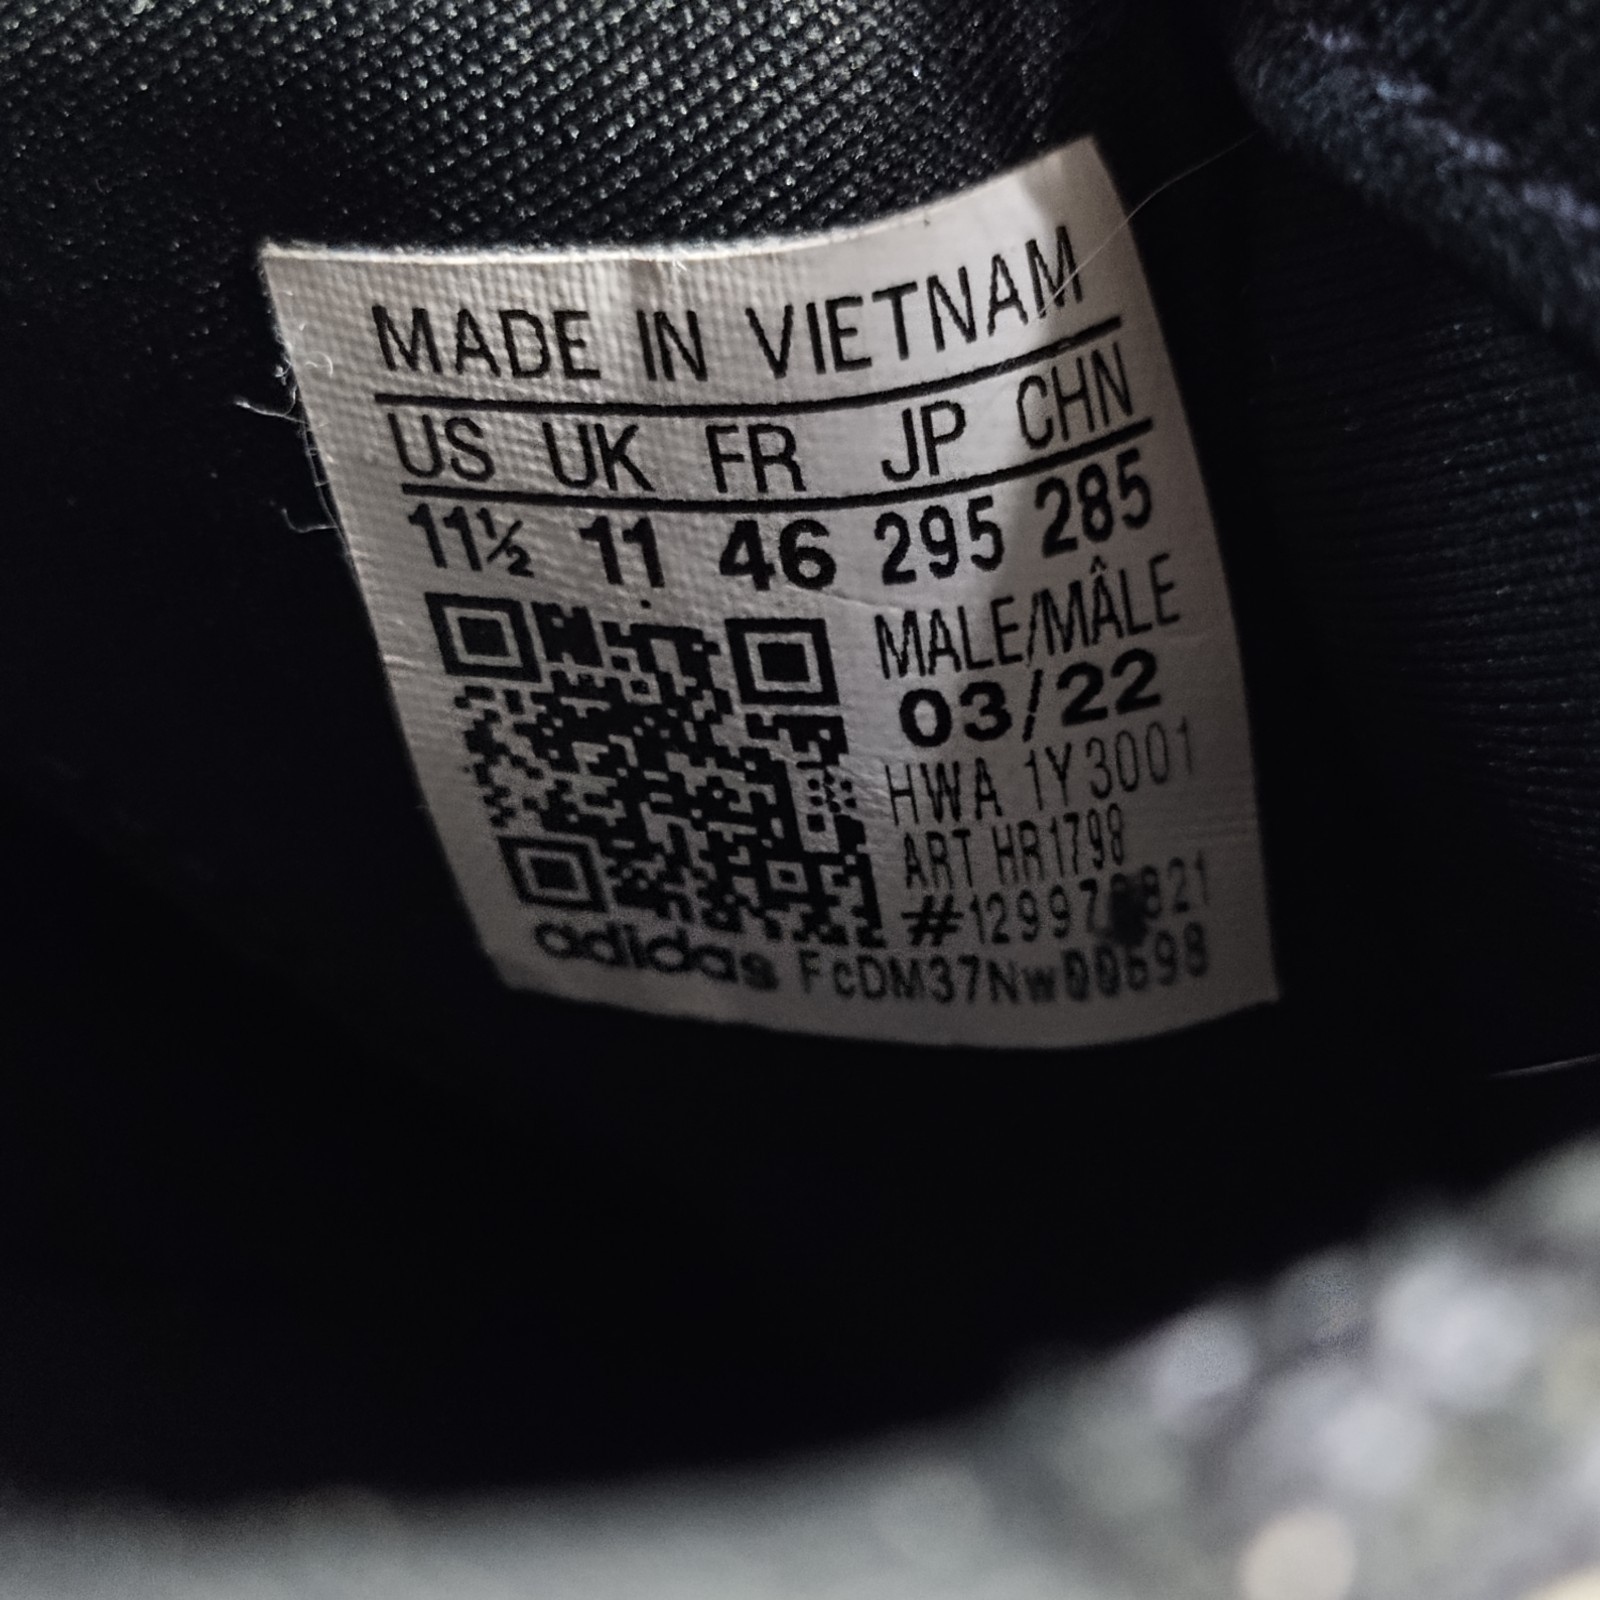 MADE IN VIETNAM
US UK FR JP CHN
11½ 11 46 295 285
MALE/MÂLE
03/22
HWA 1Y3001
ART HR1798
adidas FcDM37Nw00698